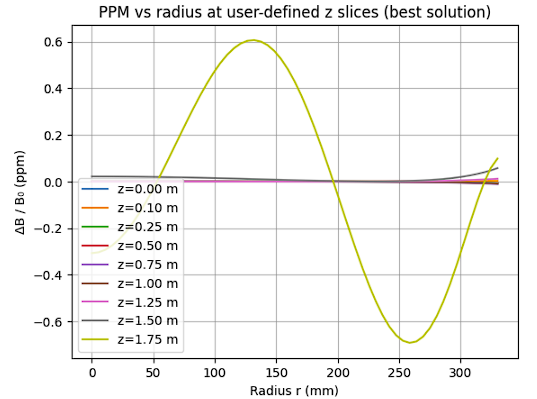 PPM vs radius at user-defined z slices (best solution)
ΔB / B₀ (ppm)
0.6
0.4
0.2
0.0
−0.2
−0.4
−0.6
z=0.00 m
z=0.10 m
z=0.25 m
z=0.50 m
z=0.75 m
z=1.00 m
z=1.25 m
z=1.50 m
z=1.75 m
0 50 100 150 200 250 300
Radius r (mm)